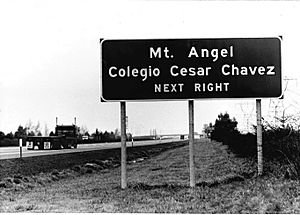 Mt. Angel
Colegio Cesar Chavez
NEXT RIGHT